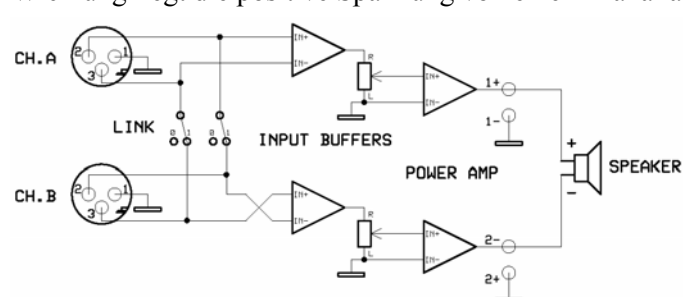 CH.A
2
1
3
IN+
IN-
R
L
IN+
IN-
1+
1-
LINK
0 1
0 1
INPUT BUFFERS
POWER AMP
+
SPEAKER
-
CH.B
2
1
3
IN+
IN-
R
L
IN+
IN-
2-
2+